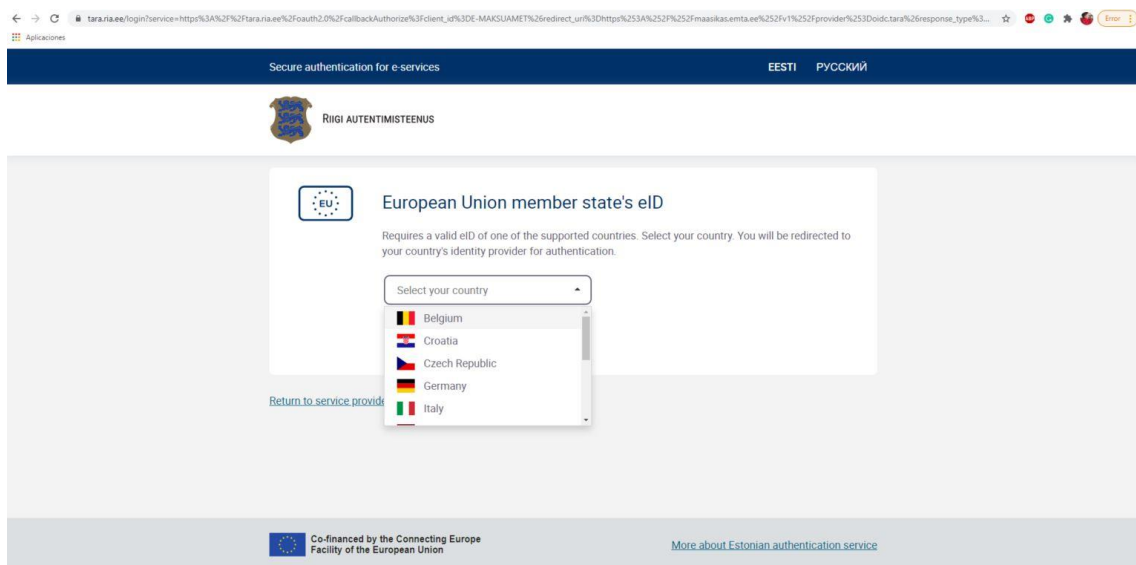 tara.ria.ee/login?service=https%3A%2F%2Ftara.ria.ee%2Foauth2.0%2FcallbackAuthorize%3Fclient_id%3DE-MAKSUAMET%26redirect_uri%3Dhttps%253A%252F%252Fmaasikas.emta.ee%252Fv1%252Fprovider%253Doidc.tara%26response_type%3...
Error
Aplicaciones
Secure authentication for e-services EESTI РУССКИЙ
RIIGI AUTENTIMISTEENUS
EU
European Union member state's eID
Requires a valid eID of one of the supported countries. Select your country. You will be redirected to
your country's identity provider for authentication.
Select your country
Belgium
Croatia
Czech Republic
Germany
Italy
Return to service provide
Co-financed by the Connecting Europe
Facility of the European Union
More about Estonian authentication service